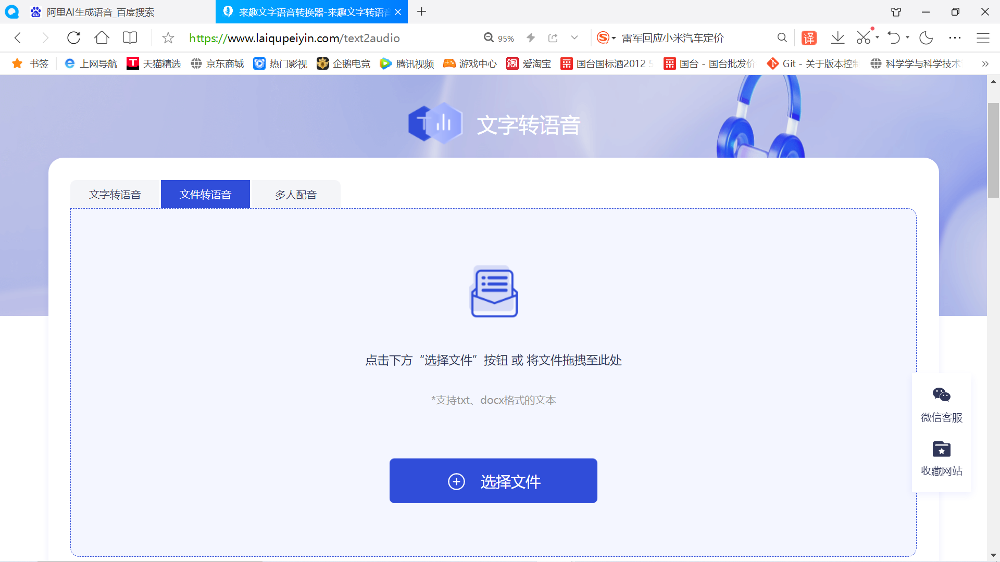 阿里AI生成语音_百度搜索
来趣文字语音转换器-来趣文字转语音
https://www.laiqupeiyin.com/text2audio
95%
雷军回应小米汽车定价
译
书签
上网导航
天猫精选
京东商城
热门影视
企鹅电竞
腾讯视频
游戏中心
淘
爱淘宝
国台国标酒2012 5
国台 - 国台批发价
Git - 关于版本控制
科学学与科学技术
文字转语音
文字转语音
文件转语音
多人配音
点击下方“选择文件”按钮 或 将文件拖拽至此处
*支持txt、docx格式的文本
选择文件
微信客服
收藏网站